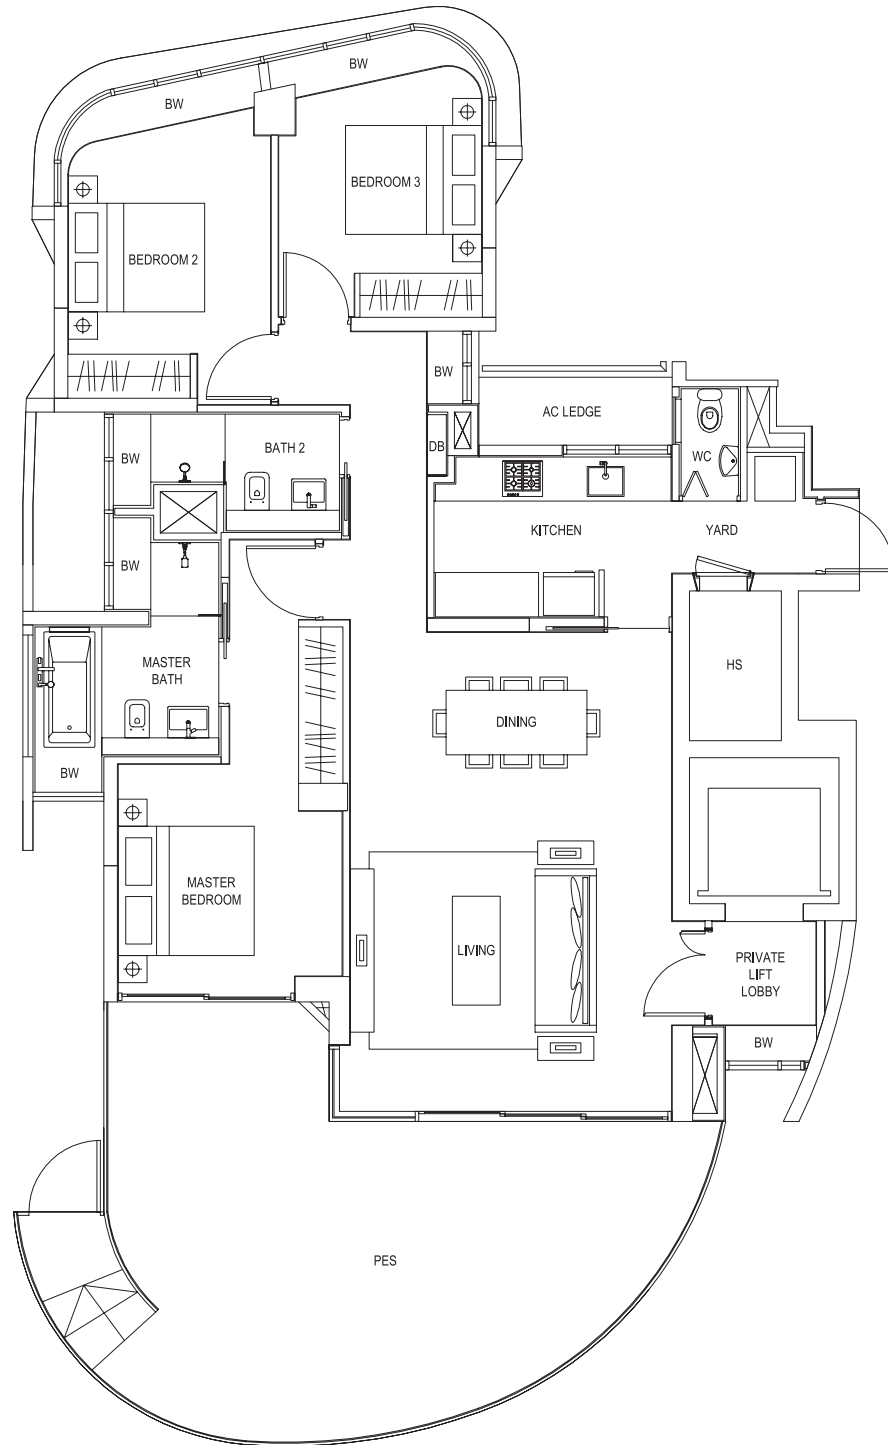 BW
BW
BEDROOM 3
BEDROOM 2
BW
AC LEDGE
DB
BATH 2
WC
BW
KITCHEN
YARD
BW
MASTER
BATH
HS
DINING
BW
MASTER
BEDROOM
LIVING
PRIVATE
LIFT
LOBBY
BW
PES